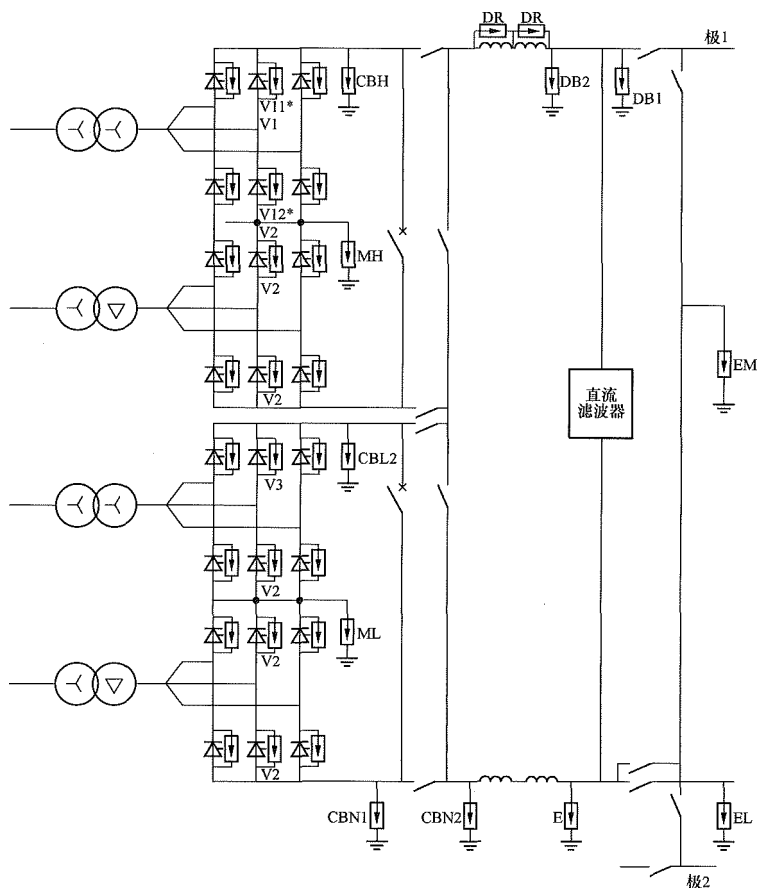 DR DR
极1
CBH
DB2
DB1
V11*
V1
V12*
V2
MH
V2
EM
V2
直流
滤波器
CBL2
V3
V2
ML
V2
V2
CBN1
CBN2
E
EL
极2